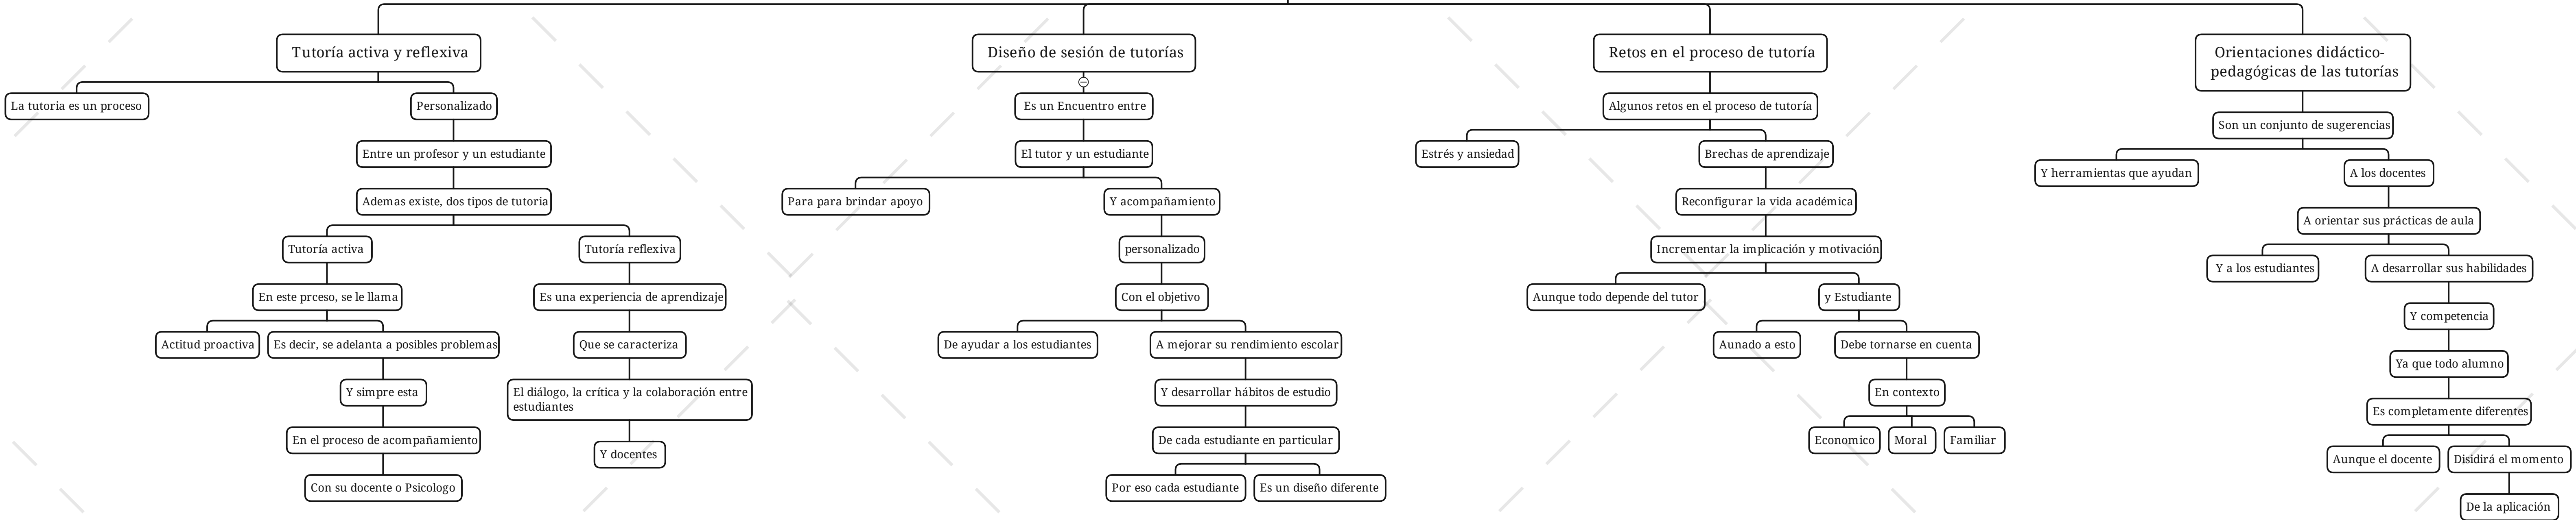 Tutoría activa y reflexiva
La tutoria es un proceso
Personalizado
Entre un profesor y un estudiante
Ademas existe, dos tipos de tutoria
Tutoría activa
En este prceso, se le llama
Actitud proactiva
Es decir, se adelanta a posibles problemas
Y simpre esta
En el proceso de acompañamiento
Con su docente o Psicologo
Tutoría reflexiva
Es una experiencia de aprendizaje
Que se caracteriza
El diálogo, la crítica y la colaboración entre
estudiantes
Y docentes
Diseño de sesión de tutorías
Es un Encuentro entre
El tutor y un estudiante
Para para brindar apoyo
Y acompañamiento
personalizado
Con el objetivo
De ayudar a los estudiantes
A mejorar su rendimiento escolar
Y desarrollar hábitos de estudio
De cada estudiante en particular
Por eso cada estudiante
Es un diseño diferente
Retos en el proceso de tutoría
Algunos retos en el proceso de tutoría
Estrés y ansiedad
Brechas de aprendizaje
Reconfigurar la vida académica
Incrementar la implicación y motivación
Aunque todo depende del tutor
y Estudiante
Aunado a esto
Debe tornarse en cuenta
En contexto
Economico
Moral
Familiar
Orientaciones didáctico-
pedagógicas de las tutorías
Son un conjunto de sugerencias
Y herramientas que ayudan
A los docentes
A orientar sus prácticas de aula
Y a los estudiantes
A desarrollar sus habilidades
Y competencia
Ya que todo alumno
Es completamente diferentes
Aunque el docente
Disidirá el momento
De la aplicación